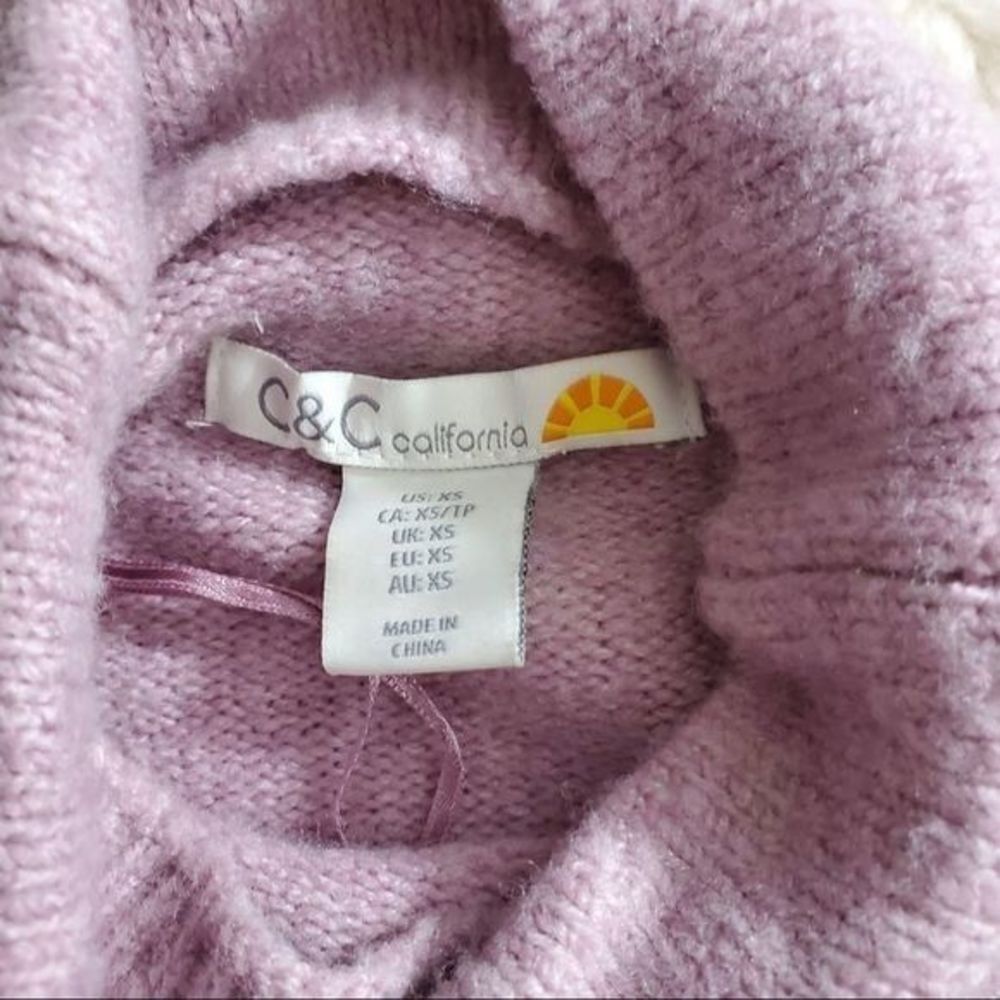 C&C california
US: XS
CA: XS/TP
UK: XS
EU: XS
AU: XS
MADE IN
CHINA